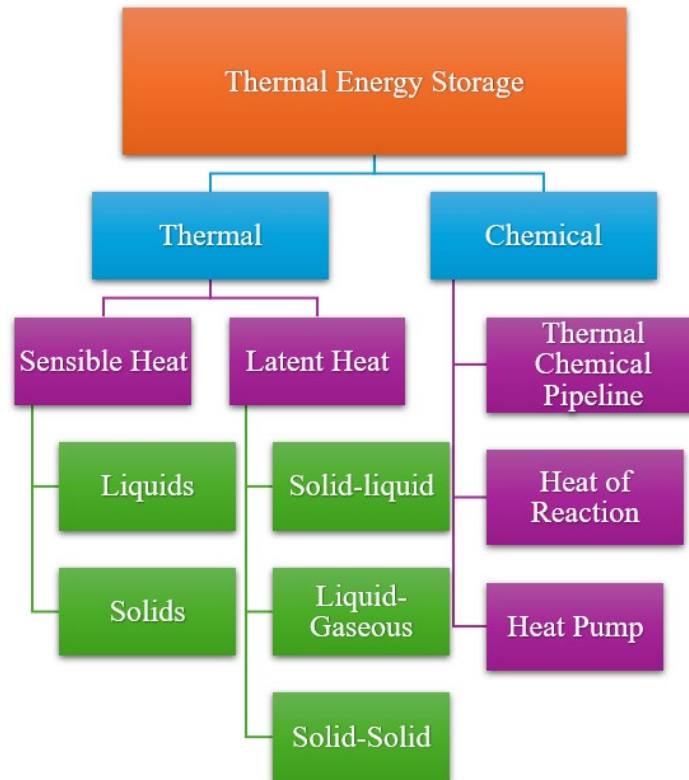 Thermal Energy Storage
Thermal
Chemical
Sensible Heat
Latent Heat
Thermal
Chemical
Pipeline
Liquids
Solid-liquid
Heat of
Reaction
Solids
Liquid-
Gaseous
Heat Pump
Solid-Solid